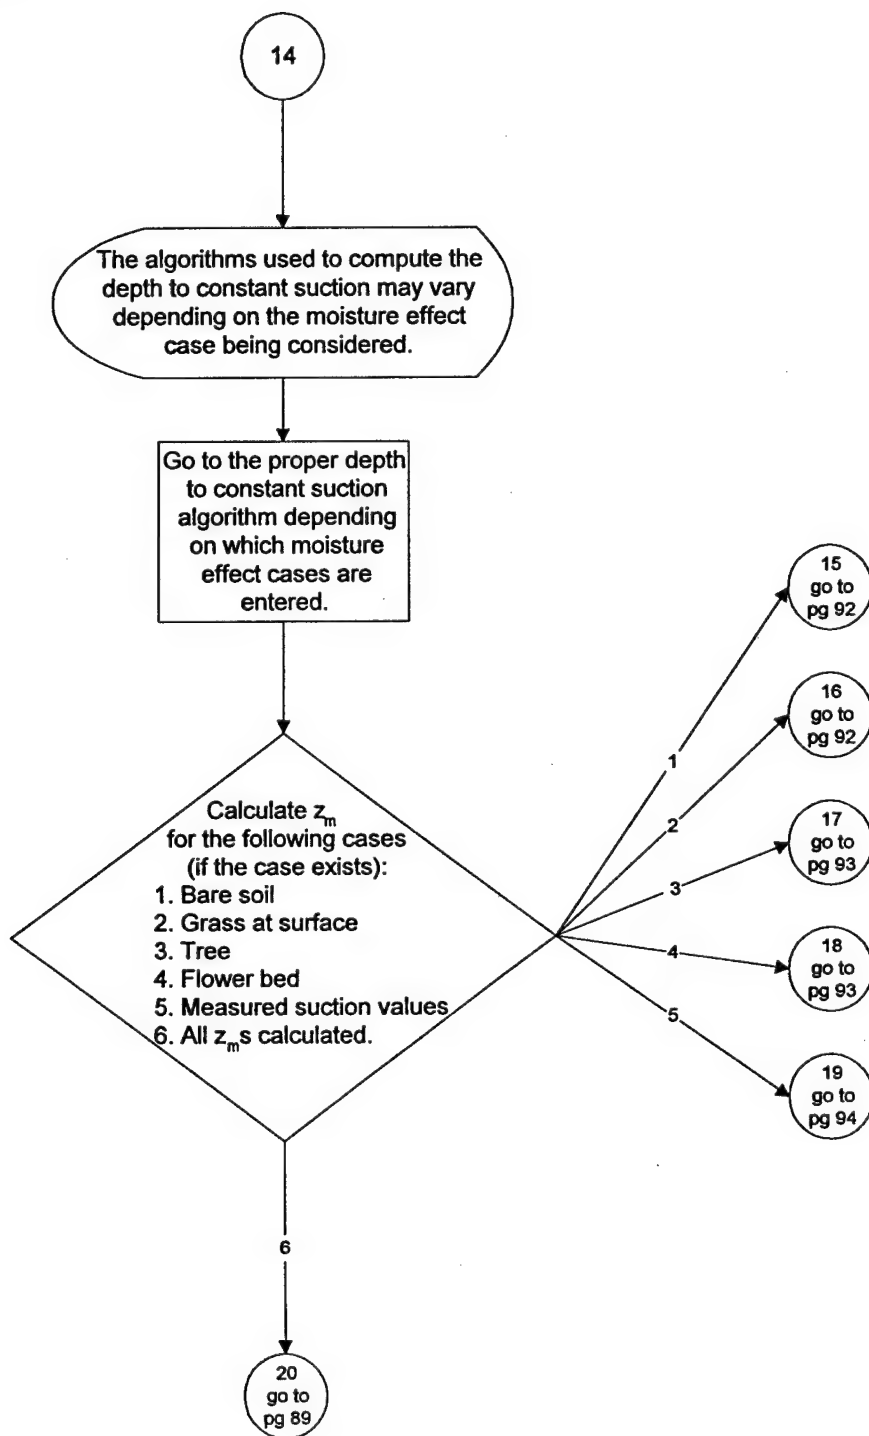 14
The algorithms used to compute the
depth to constant suction may vary
depending on the moisture effect
case being considered.
Go to the proper depth
to constant suction
algorithm depending
on which moisture
effect cases are
entered.
Calculate z_m
for the following cases
(if the case exists):
1. Bare soil
2. Grass at surface
3. Tree
4. Flower bed
5. Measured suction values
6. All z_ms calculated.
1
2
3
4
5
15
go to
pg 92
16
go to
pg 92
17
go to
pg 93
18
go to
pg 93
19
go to
pg 94
6
20
go to
pg 89